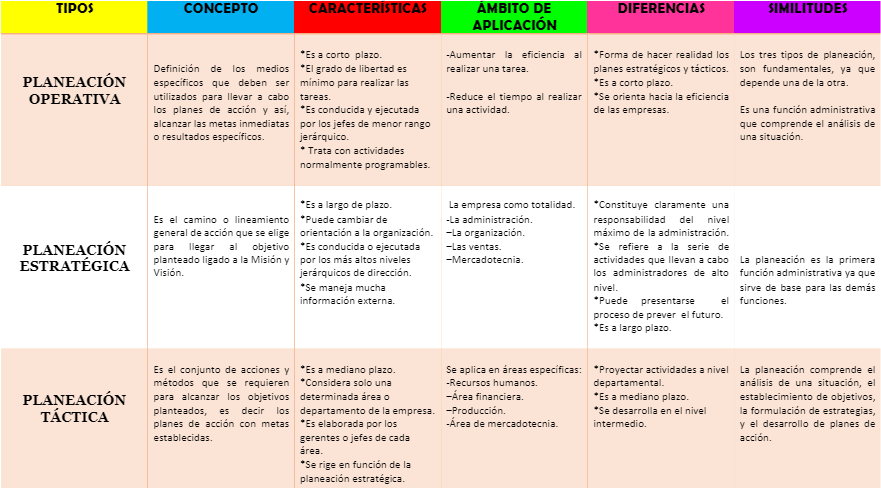 TIPOS
CONCEPTO
CARACTERÍSTICAS
ÁMBITO DE
APLICACIÓN
DIFERENCIAS
SIMILITUDES
PLANEACIÓN
OPERATIVA
Definición de los medios
específicos que deben ser
utilizados para llevar a cabo
los planes de acción y así,
alcanzar las metas inmediatas
o resultados específicos.
*Es a corto plazo.
*El grado de libertad es
mínimo para realizar las
tareas.
*Es conducida y ejecutada
por los jefes de menor rango
jerárquico.
* Trata con actividades
normalmente programables.
-Aumentar la eficiencia al
realizar una tarea.
-Reduce el tiempo al realizar
una actividad.
*Forma de hacer realidad los
planes estratégicos y tácticos.
*Es a corto plazo.
*Se orienta hacia la eficiencia
de las empresas.
Los tres tipos de planeación,
son fundamentales, ya que
depende una de la otra.
Es una función administrativa
que comprende el análisis de
una situación.
PLANEACIÓN
ESTRATÉGICA
Es el camino o lineamiento
general de acción que se elige
para llegar al objetivo
planteado ligado a la Misión y
Visión.
*Es a largo de plazo.
*Puede cambiar de
orientación a la organización.
*Es conducida o ejecutada
por los más altos niveles
jerárquicos de dirección.
*Se maneja mucha
información externa.
La empresa como totalidad.
-La administración.
–La organización.
–Las ventas.
–Mercadotecnia.
*Constituye claramente una
responsabilidad del nivel
máximo de la administración.
*Se refiere a la serie de
actividades que llevan a cabo
los administradores de alto
nivel.
*Puede presentarse el
proceso de prever el futuro.
*Es a largo plazo.
La planeación es la primera
función administrativa ya que
sirve de base para las demás
funciones.
PLANEACIÓN
TÁCTICA
Es el conjunto de acciones y
métodos que se requieren
para alcanzar los objetivos
planteados, es decir los
planes de acción con metas
establecidas.
*Es a mediano plazo.
*Considera solo una
determinada área o
departamento de la empresa.
*Es elaborada por los
gerentes o jefes de cada
área.
*Se rige en función de la
planeación estratégica.
Se aplica en áreas específicas:
-Recursos humanos.
–Área financiera.
–Producción.
-Área de mercadotecnia.
*Proyectar actividades a nivel
departamental.
*Es a mediano plazo.
*Se desarrolla en el nivel
intermedio.
La planeación comprende el
análisis de una situación, el
establecimiento de objetivos,
la formulación de estrategias,
y el desarrollo de planes de
acción.